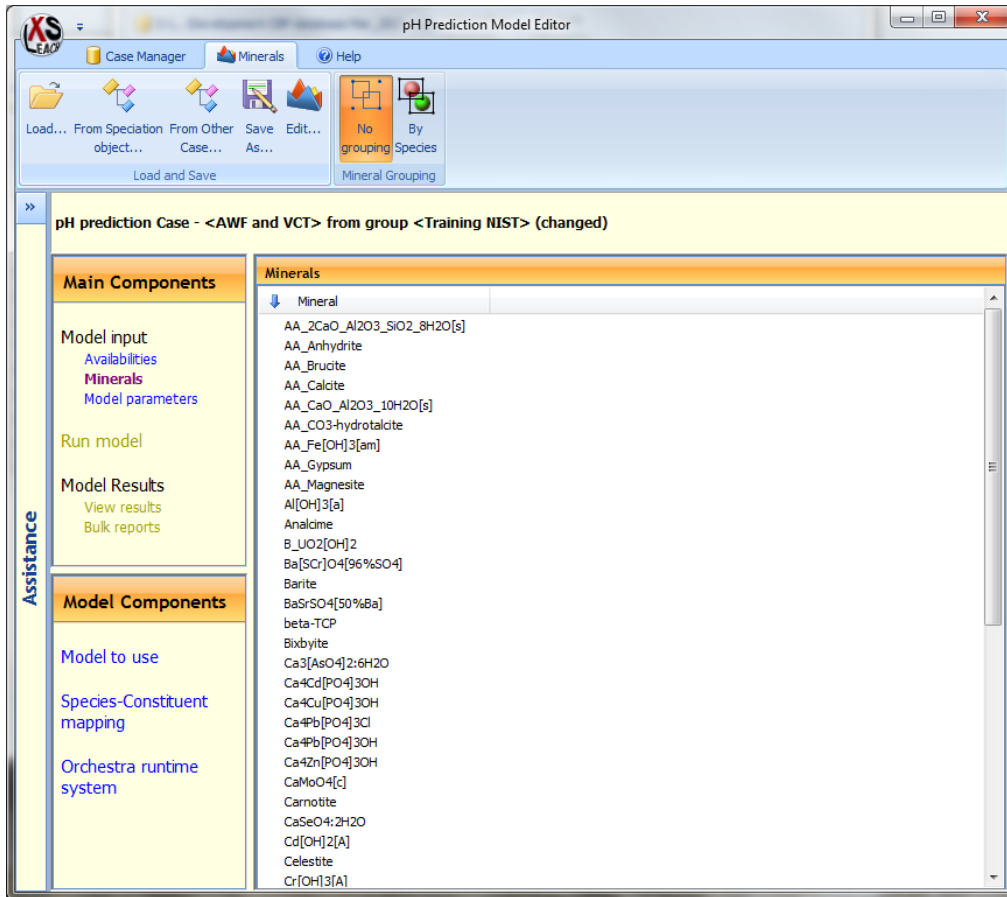 pH Prediction Model Editor
XS
LEACH
Case Manager
Minerals
Help
Load...
From Speciation
object...
From Other
Case...
Save
As...
Edit...
No
grouping
By
Species
Load and Save
Mineral Grouping
»
pH prediction Case - <AWF and VCT> from group <Training NIST> (changed)
Assistance
Main Components
Model input
Availabilities
Minerals
Model parameters
Run model
Model Results
View results
Bulk reports
Model Components
Model to use
Species-Constituent
mapping
Orchestra runtime
system
Minerals
Mineral
AA_2CaO_Al2O3_SiO2_8H2O[s]
AA_Anhydrite
AA_Brucite
AA_Calcite
AA_CaO_Al2O3_10H2O[s]
AA_CO3-hydrotalcite
AA_Fe[OH]3[am]
AA_Gypsum
AA_Magnesite
Al[OH]3[a]
Analcime
B_UO2[OH]2
Ba[SCr]O4[96%SO4]
Barite
BaSrSO4[50%Ba]
beta-TCP
Bixbyite
Ca3[AsO4]2:6H2O
Ca4Cd[PO4]3OH
Ca4Cu[PO4]3OH
Ca4Pb[PO4]3Cl
Ca4Pb[PO4]3OH
Ca4Zn[PO4]3OH
CaMoO4[c]
Carnotite
CaSeO4:2H2O
Cd[OH]2[A]
Celestite
Cr[OH]3[A]